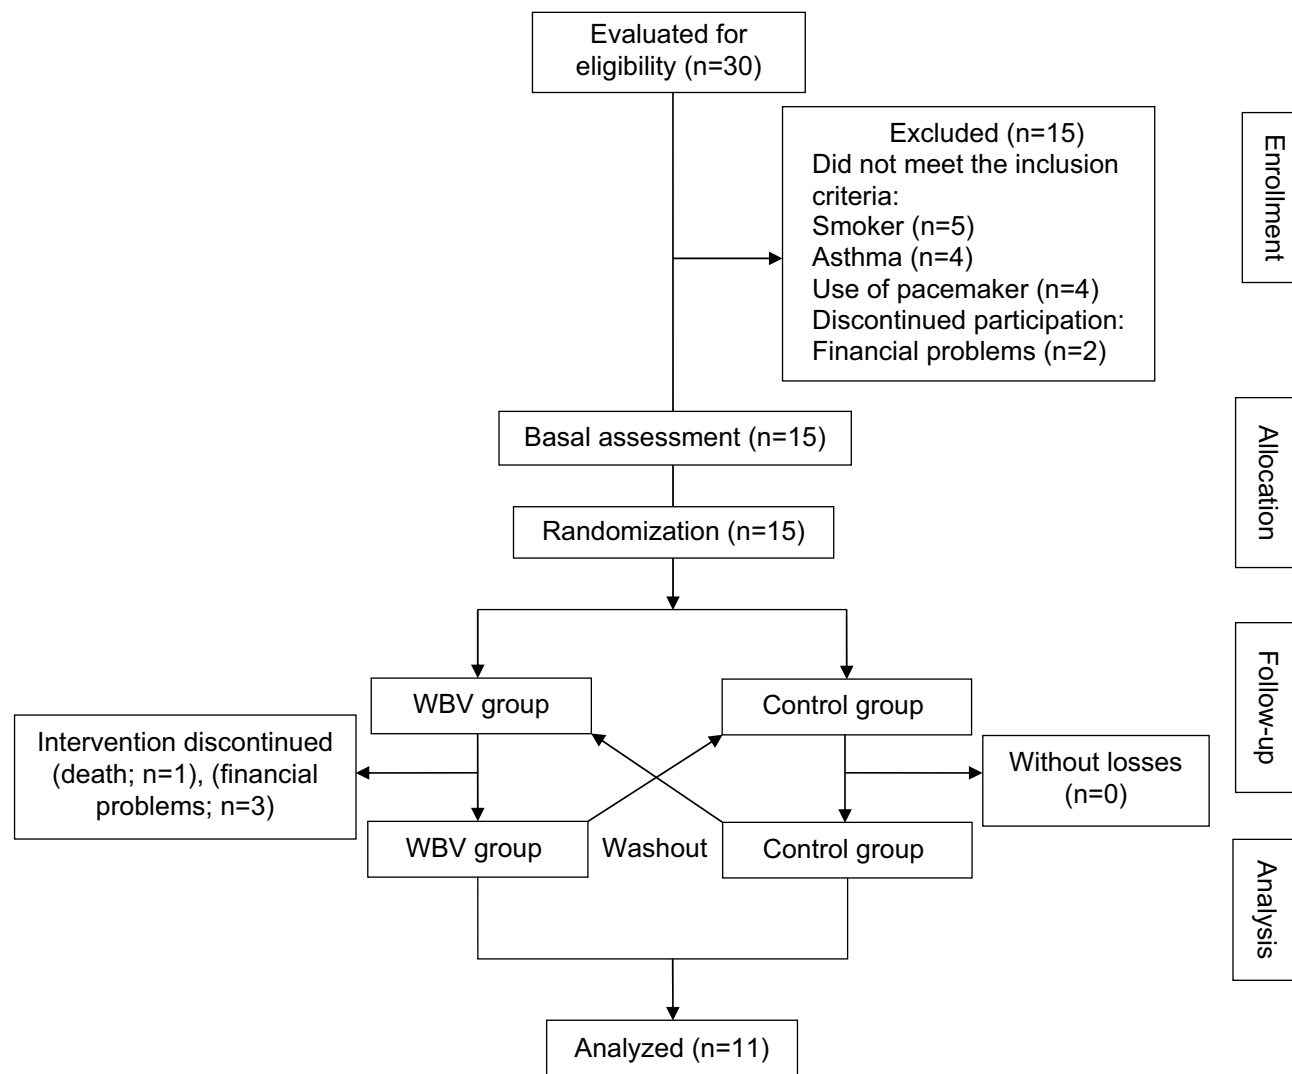 Evaluated for
eligibility (n=30)
Excluded (n=15)
Did not meet the inclusion
criteria:
Smoker (n=5)
Asthma (n=4)
Use of pacemaker (n=4)
Discontinued participation:
Financial problems (n=2)
Enrollment
Basal assessment (n=15)
Allocation
Randomization (n=15)
WBV group
Control group
Follow-up
Intervention discontinued
(death; n=1), (financial
problems; n=3)
Without losses
(n=0)
WBV group
Washout
Control group
Analysis
Analyzed (n=11)